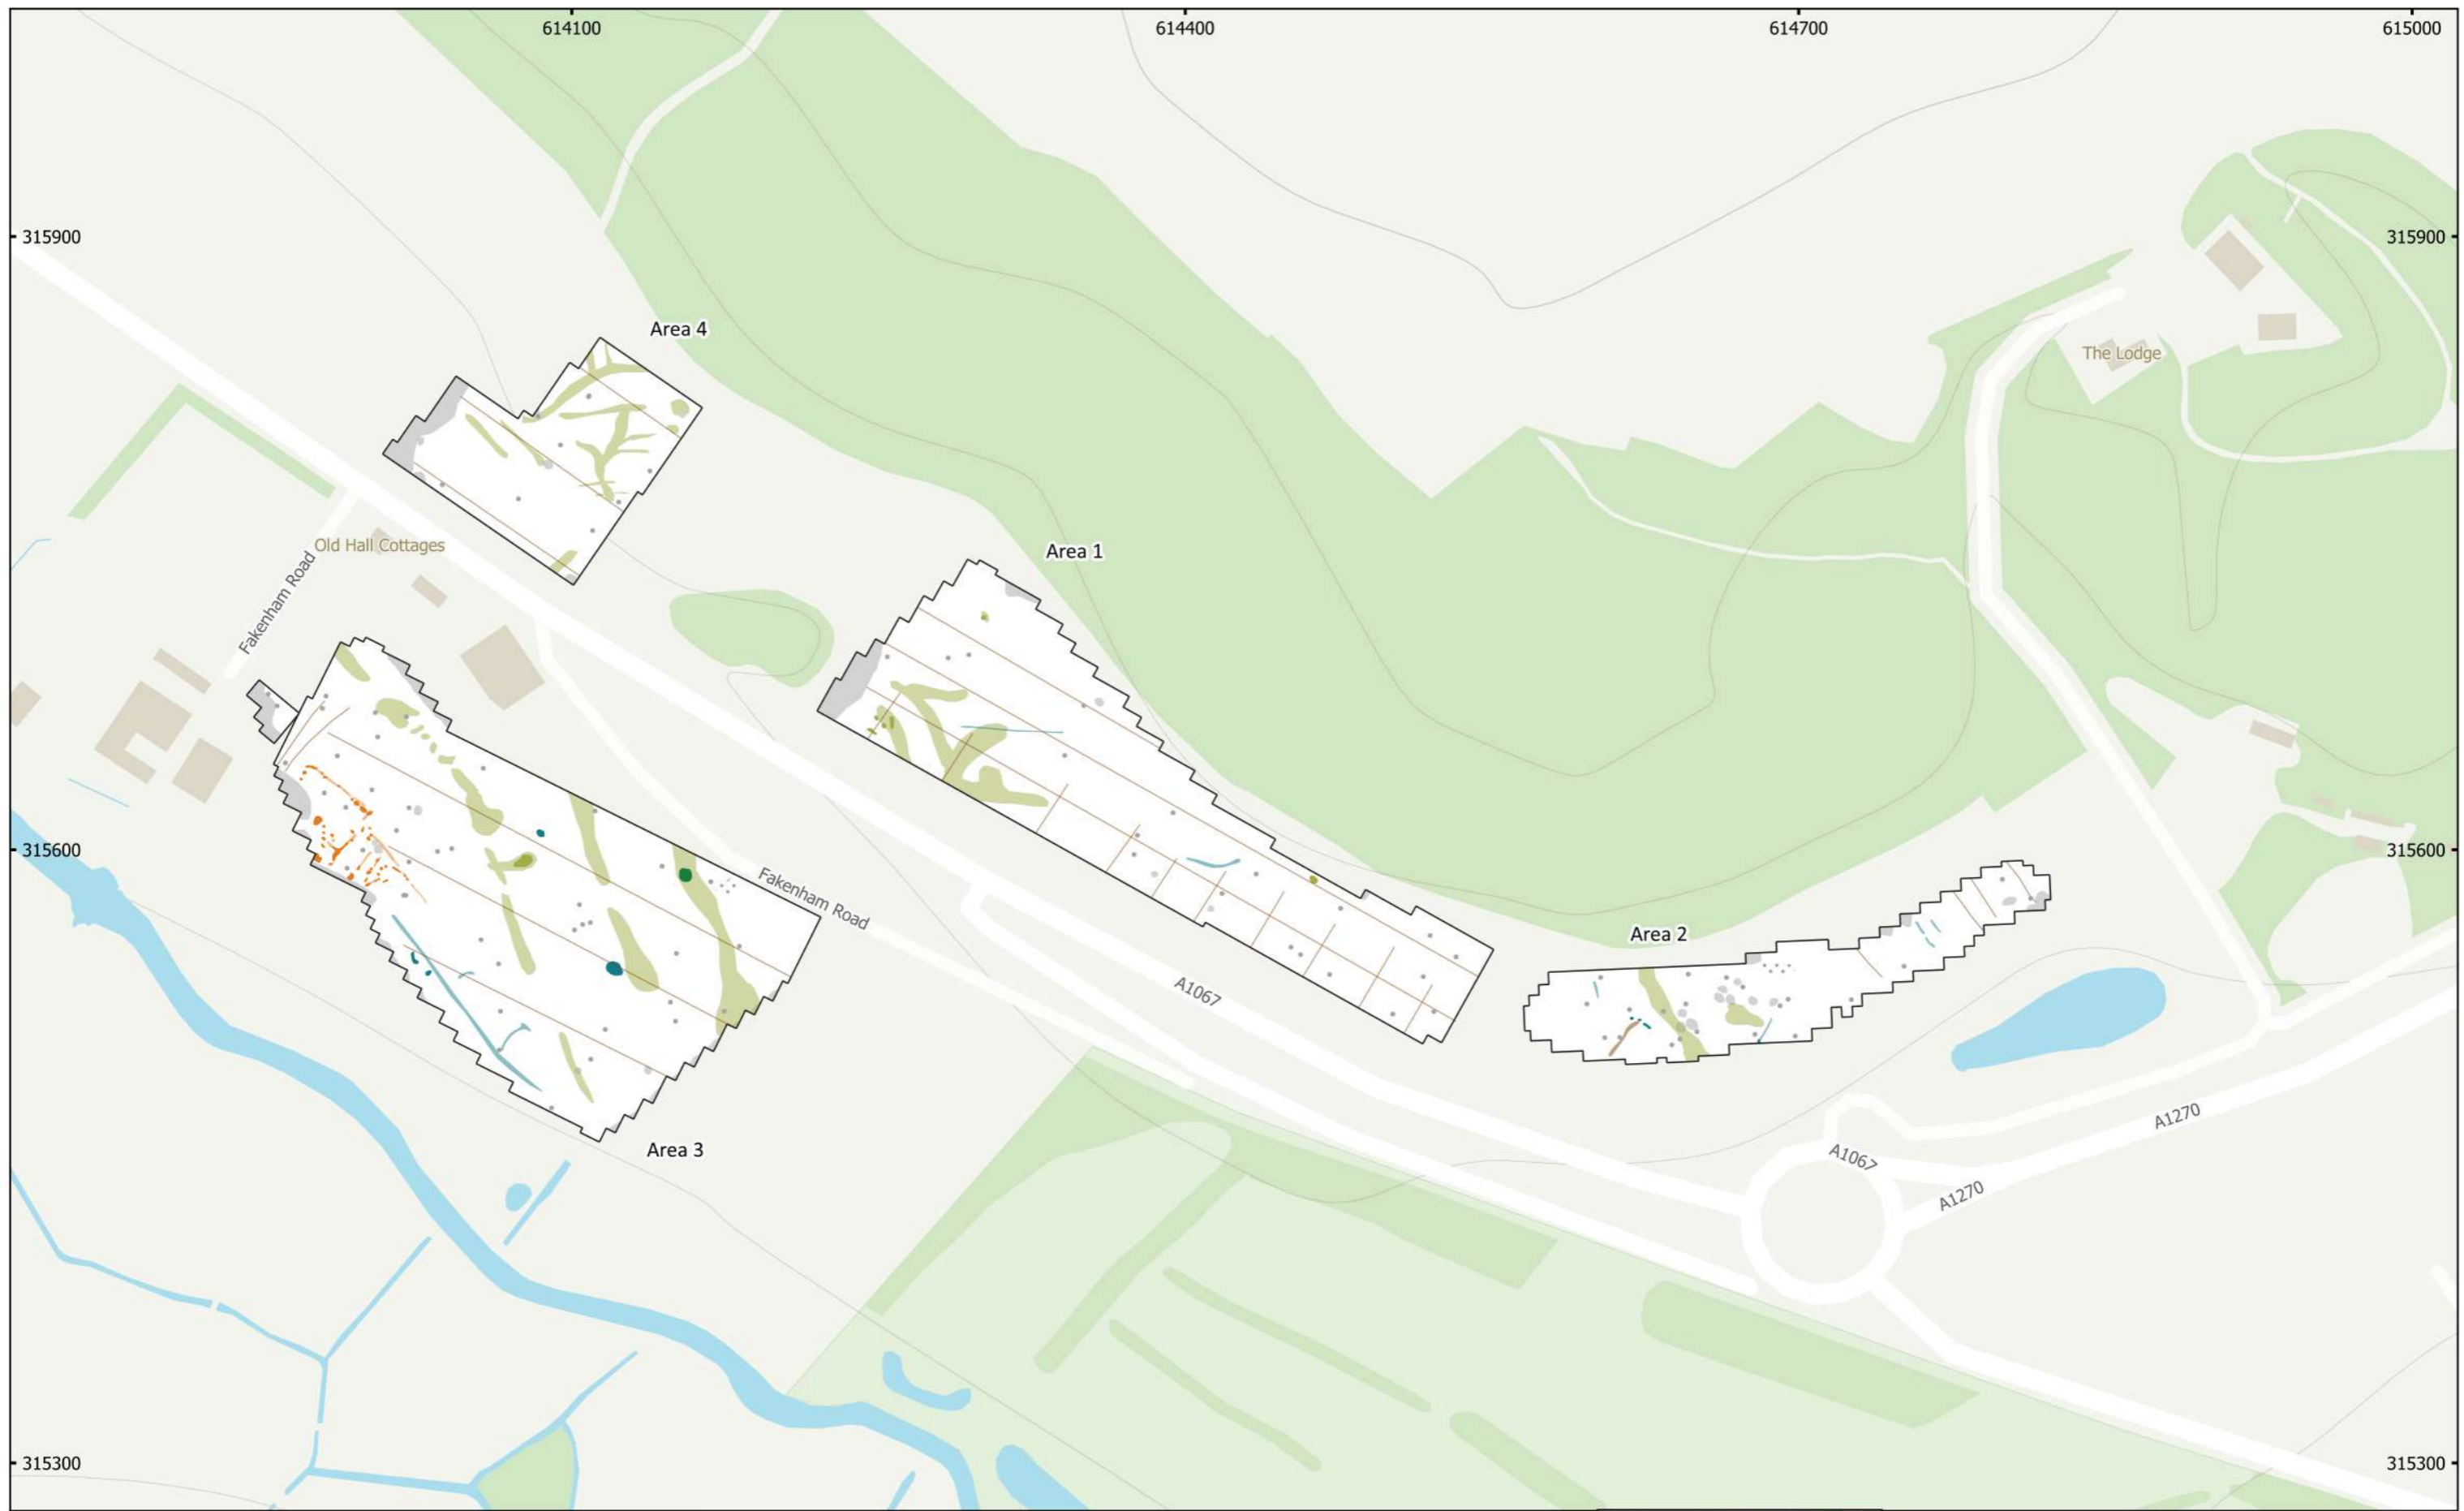 614100
614400
614700
615000
315900
315900
Area 4
The Lodge
Old Hall Cottages
Fakenham Road
Area 1
315600
315600
Fakenham Road
Area 2
A1067
Area 3
A1270
A1067
A1270
315300
315300